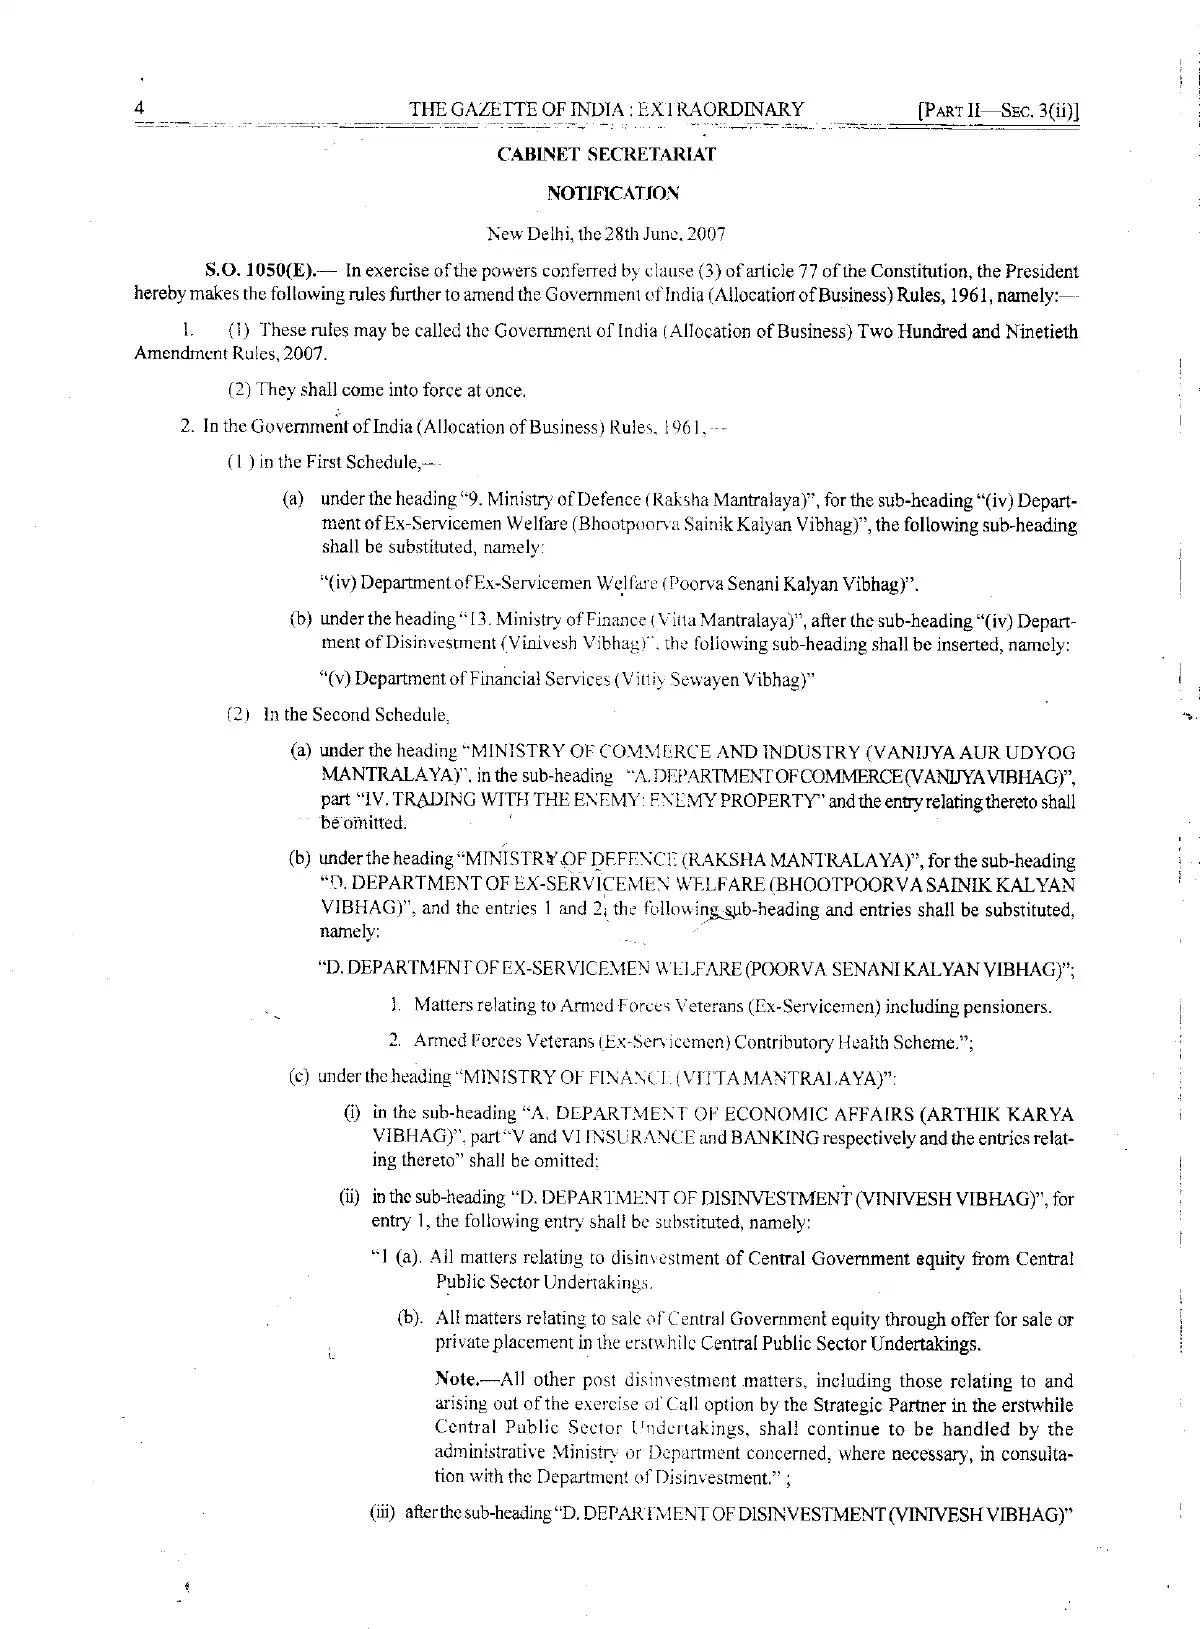 4 THE GAZETTE OF INDIA : EXTRAORDINARY [PART II—SEC. 3(ii)]
CABINET SECRETARIAT
NOTIFICATION
New Delhi, the 28th June, 2007
S.O. 1050(E).— In exercise of the powers conferred by clause (3) of article 77 of the Constitution, the President
hereby makes the following rules further to amend the Government of India (Allocation of Business) Rules, 1961, namely:—
1. (1) These rules may be called the Government of India (Allocation of Business) Two Hundred and Ninetieth
Amendment Rules, 2007.
(2) They shall come into force at once.
2. In the Government of India (Allocation of Business) Rules, 1961,—
(1) in the First Schedule,—
(a) under the heading “9. Ministry of Defence (Raksha Mantralaya)”, for the sub-heading “(iv) Depart-
ment of Ex-Servicemen Welfare (Bhootpoorva Sainik Kalyan Vibhag)”, the following sub-heading
shall be substituted, namely:
“(iv) Department of Ex-Servicemen Welfare (Poorva Senani Kalyan Vibhag)”.
(b) under the heading “13. Ministry of Finance (Vitta Mantralaya)”, after the sub-heading “(iv) Depart-
ment of Disinvestment (Vinivesh Vibhag)”, the following sub-heading shall be inserted, namely:
“(v) Department of Financial Services (Vittiy Sewayen Vibhag)”
(2) In the Second Schedule,
(a) under the heading “MINISTRY OF COMMERCE AND INDUSTRY (VANIJYA AUR UDYOG
MANTRALAYA)”, in the sub-heading “A. DEPARTMENT OF COMMERCE (VANIJYA VIBHAG)”,
part “IV. TRADING WITH THE ENEMY: ENEMY PROPERTY” and the entry relating thereto shall
be omitted.
(b) under the heading “MINISTRY OF DEFENCE (RAKSHA MANTRALAYA)”, for the sub-heading
“D. DEPARTMENT OF EX-SERVICEMEN WELFARE (BHOOTPOORVA SAINIK KALYAN
VIBHAG)”, and the entries 1 and 2; the following sub-heading and entries shall be substituted,
namely:
“D. DEPARTMENT OF EX-SERVICEMEN WELFARE (POORVA SENANI KALYAN VIBHAG)”;
1. Matters relating to Armed Forces Veterans (Ex-Servicemen) including pensioners.
2. Armed Forces Veterans (Ex-Servicemen) Contributory Health Scheme.”;
(c) under the heading “MINISTRY OF FINANCE (VITTA MANTRALAYA)”:
(i) in the sub-heading “A. DEPARTMENT OF ECONOMIC AFFAIRS (ARTHIK KARYA
VIBHAG)”, part “V and VI INSURANCE and BANKING respectively and the entries relat-
ing thereto” shall be omitted;
(ii) in the sub-heading “D. DEPARTMENT OF DISINVESTMENT (VINIVESH VIBHAG)”, for
entry 1, the following entry shall be substituted, namely:
“1 (a). All matters relating to disinvestment of Central Government equity from Central
Public Sector Undertakings.
(b). All matters relating to sale of Central Government equity through offer for sale or
private placement in the erstwhile Central Public Sector Undertakings.
Note.—All other post disinvestment matters, including those relating to and
arising out of the exercise of Call option by the Strategic Partner in the erstwhile
Central Public Sector Undertakings, shall continue to be handled by the
administrative Ministry or Department concerned, where necessary, in consulta-
tion with the Department of Disinvestment.” ;
(iii) after the sub-heading “D. DEPARTMENT OF DISINVESTMENT (VINIVESH VIBHAG)”